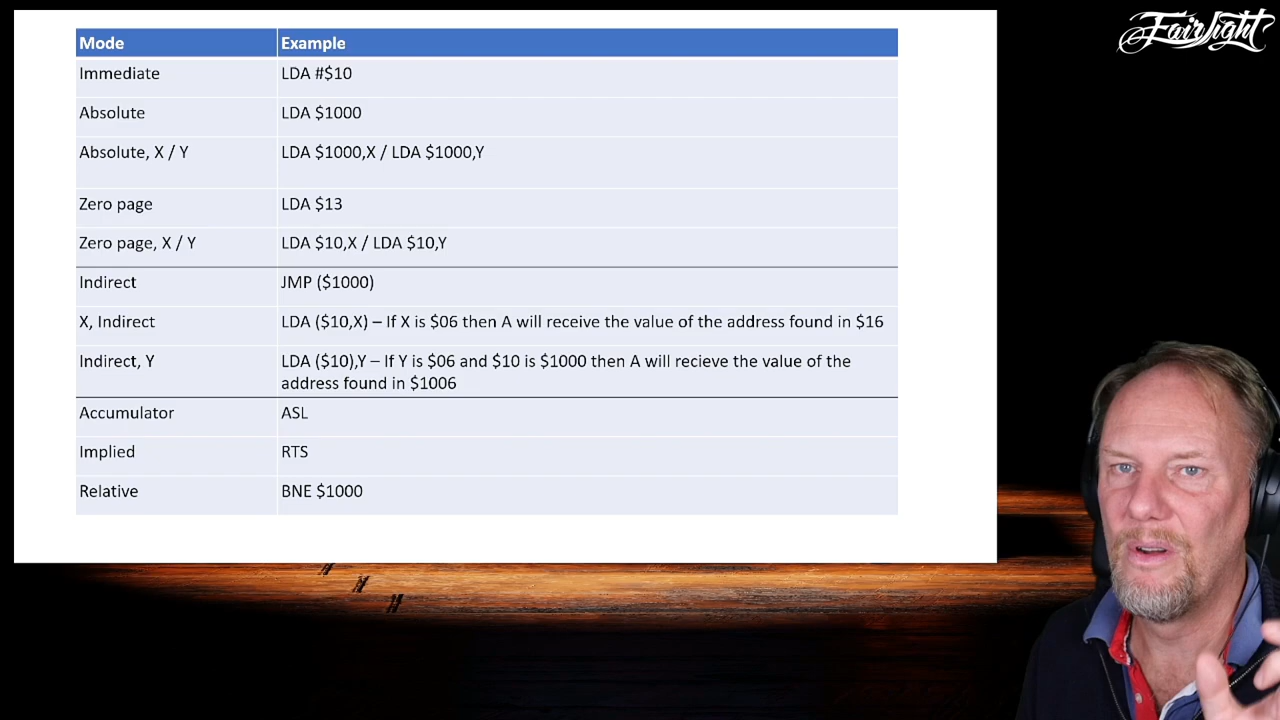 Fairlight
Mode Example
Immediate LDA #$10
Absolute LDA $1000
Absolute, X / Y LDA $1000,X / LDA $1000,Y
Zero page LDA $13
Zero page, X / Y LDA $10,X / LDA $10,Y
Indirect JMP ($1000)
X, Indirect LDA ($10,X) – If X is $06 then A will receive the value of the address found in $16
Indirect, Y LDA ($10),Y – If Y is $06 and $10 is $1000 then A will recieve the value of the
address found in $1006
Accumulator ASL
Implied RTS
Relative BNE $1000